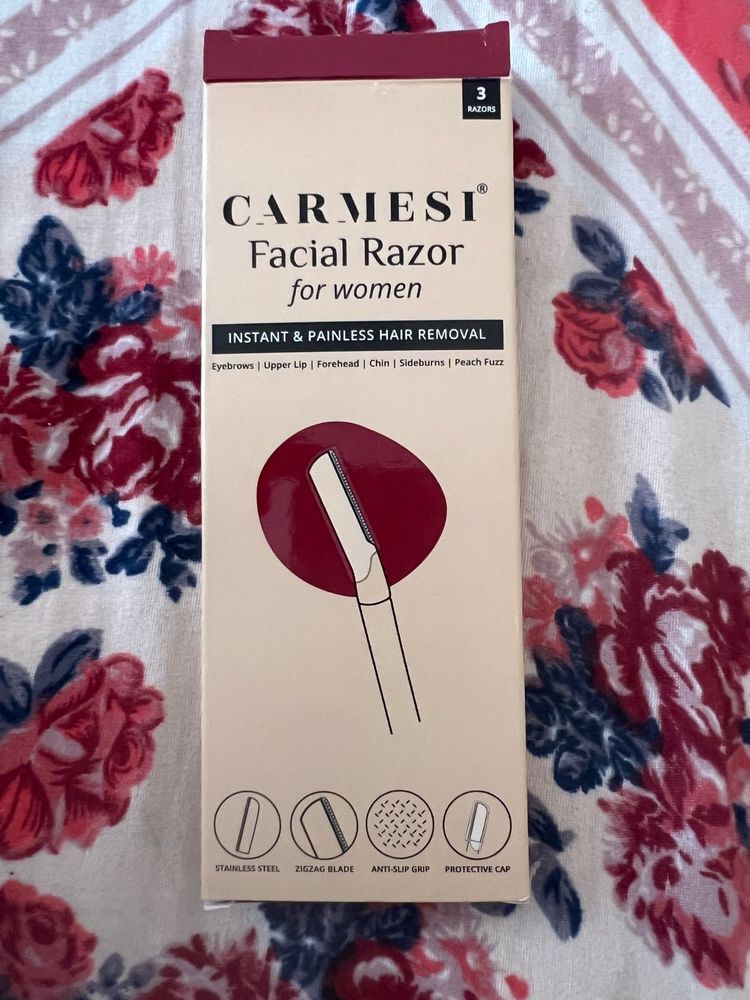 3
RAZORS
CARMESI®
Facial Razor
for women
INSTANT & PAINLESS HAIR REMOVAL
Eyebrows | Upper Lip | Forehead | Chin | Sideburns | Peach Fuzz
STAINLESS STEEL ZIGZAG BLADE ANTI-SLIP GRIP PROTECTIVE CAP